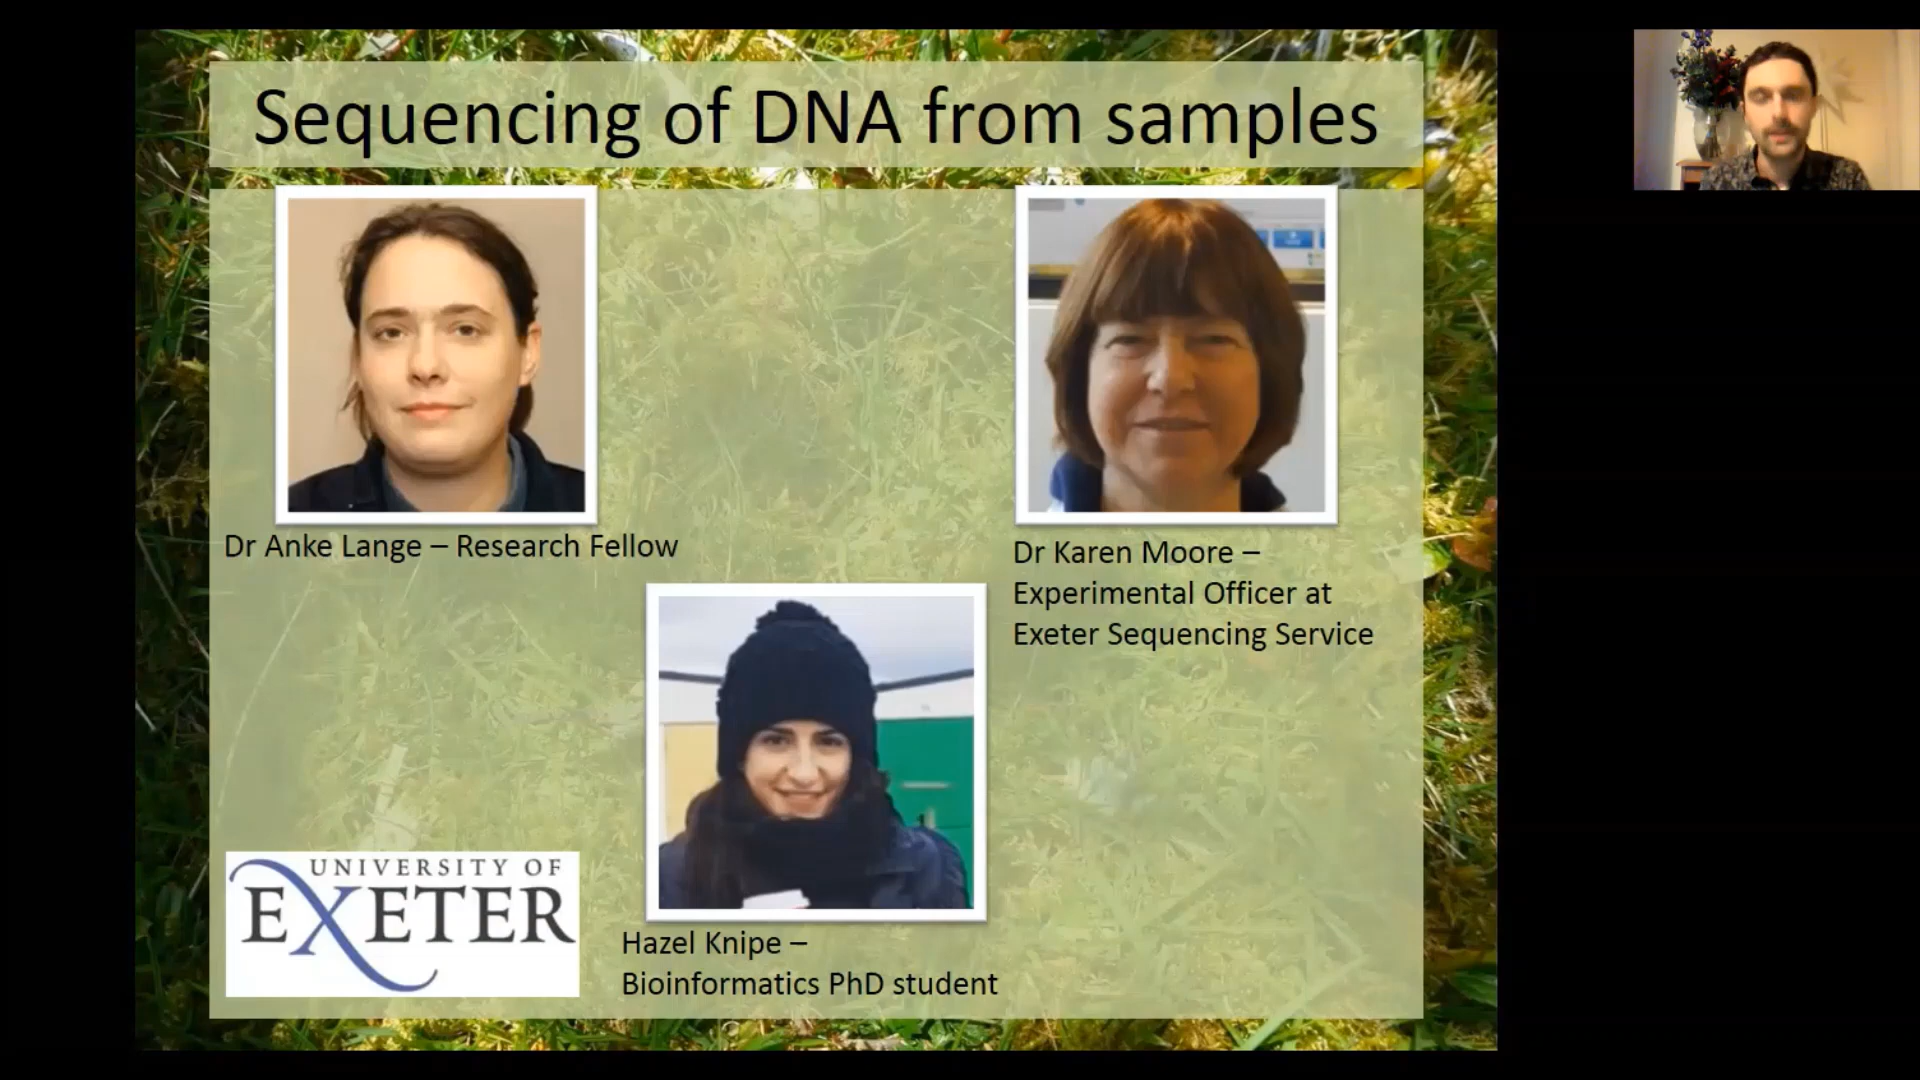 Sequencing of DNA from samples
Dr Anke Lange – Research Fellow
Dr Karen Moore –
Experimental Officer at
Exeter Sequencing Service
Hazel Knipe –
Bioinformatics PhD student
UNIVERSITY OF
EXETER